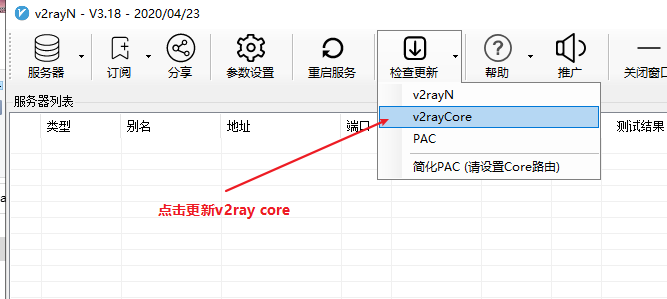 v2rayN - V3.18 - 2020/04/23
服务器 订阅 分享 参数设置 重启服务 检查更新 帮助 推广 关闭窗口
v2rayN
服务器列表
类型 别名 地址 端口 测试结果
v2rayCore
PAC
简化PAC (请设置Core路由)
点击更新v2ray core